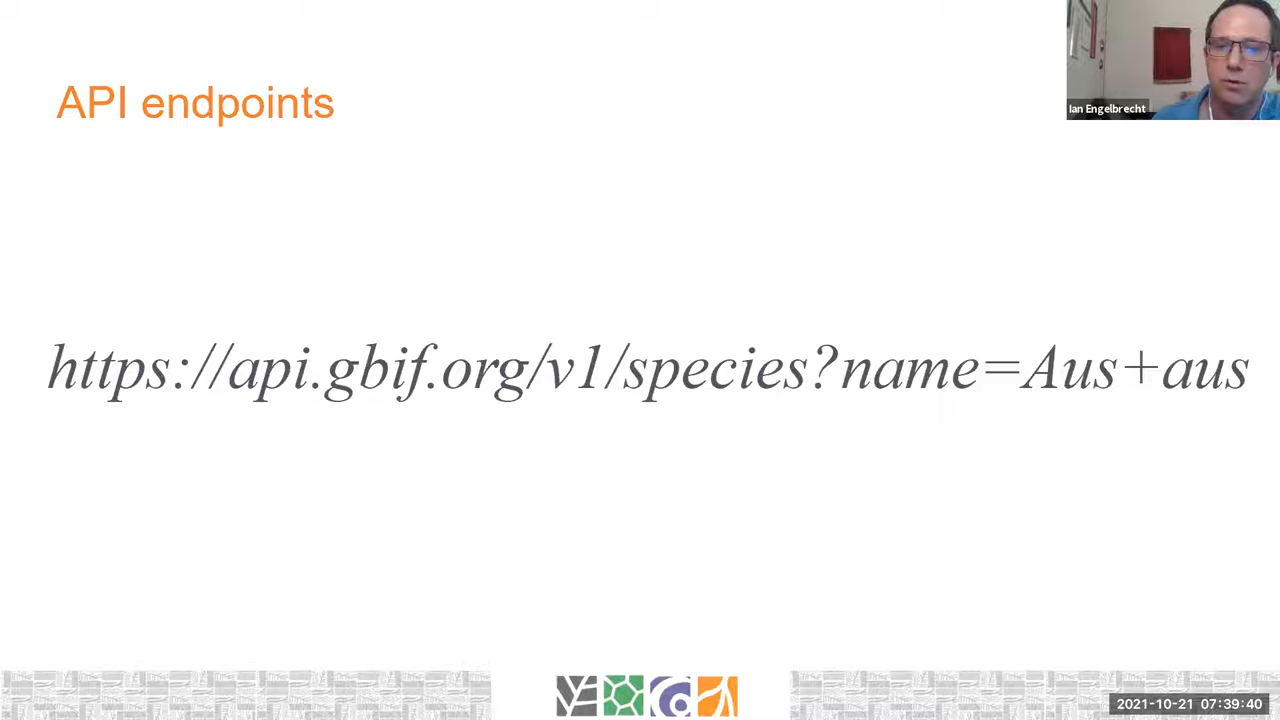 API endpoints
Ian Engelbrecht
https://api.gbif.org/v1/species?name=Aus+aus
2021-10-21 07:39:40